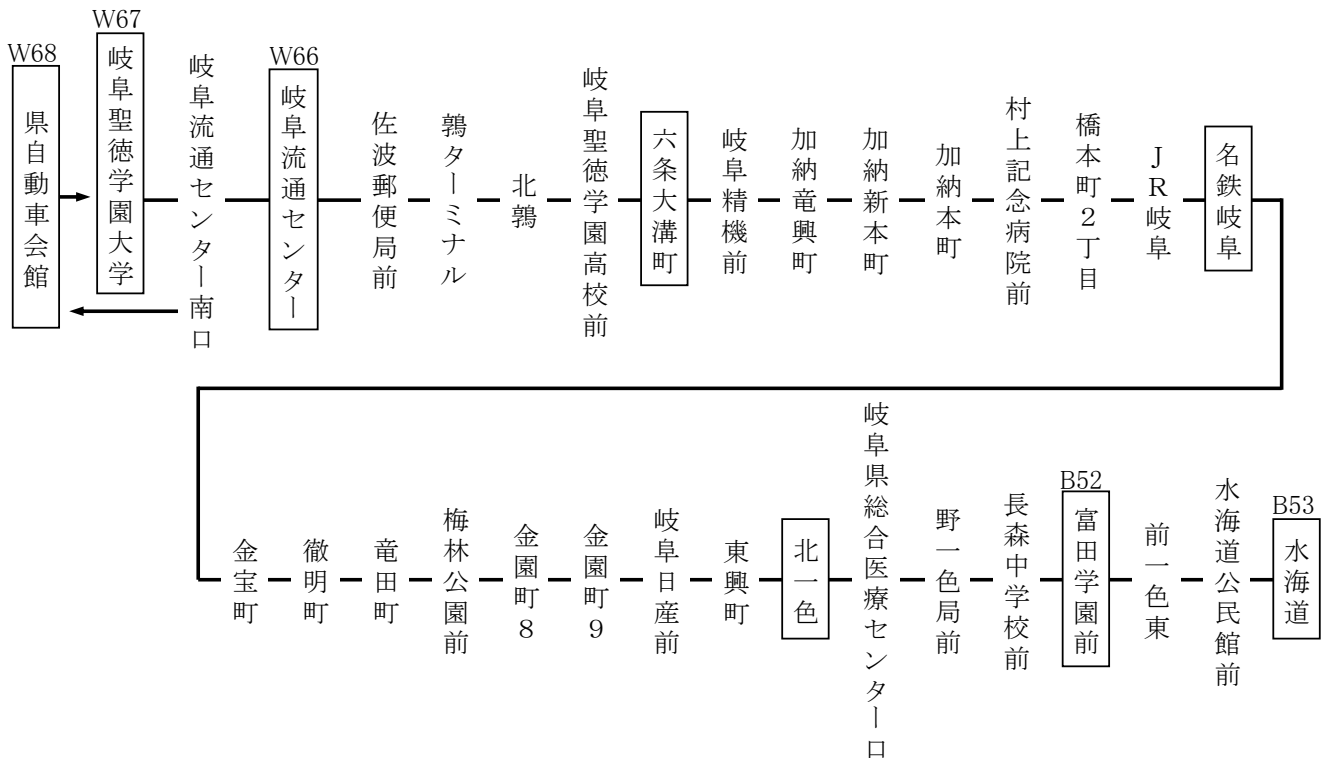 W68
県自動車会館
W67
岐阜聖徳学園大学
岐阜流通センター南口
W66
岐阜流通センター
佐波郵便局前
鶉ターミナル
北鶉
岐阜聖徳学園高校前
六条大溝町
岐阜精機前
加納竜興町
加納新本町
加納本町
村上記念病院前
橋本町2丁目
JR岐阜
名鉄岐阜
金宝町
徹明町
竜田町
梅林公園前
金園町8
金園町9
岐阜日産前
東興町
北一色
岐阜県総合医療センター口
野一色局前
長森中学校前
B52
富田学園前
前一色東
水海道公民館前
B53
水海道